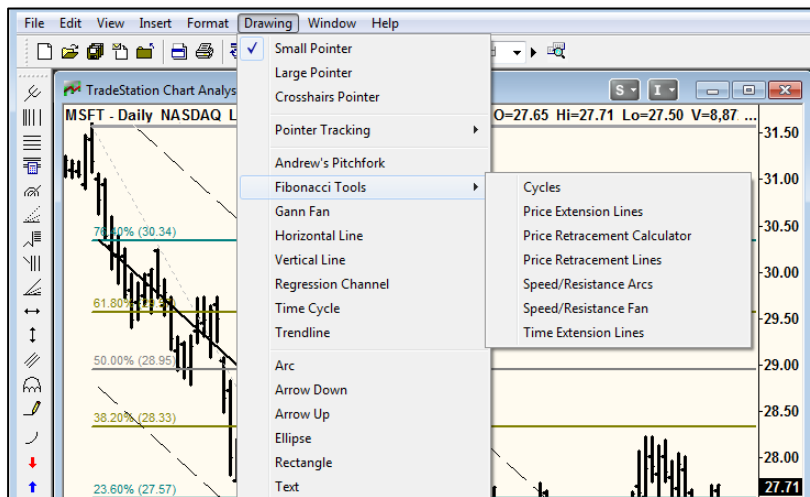 File Edit View Insert Format Drawing Window Help
TradeStation Chart Analys
S I
MSFT - Daily NASDAQ L
O=27.65 Hi=27.71 Lo=27.50 V=8,87: ...
Small Pointer
Large Pointer
Crosshairs Pointer
Pointer Tracking
Andrew's Pitchfork
Fibonacci Tools
Gann Fan
Horizontal Line
Vertical Line
Regression Channel
Time Cycle
Trendline
Arc
Arrow Down
Arrow Up
Ellipse
Rectangle
Text
Cycles
Price Extension Lines
Price Retracement Calculator
Price Retracement Lines
Speed/Resistance Arcs
Speed/Resistance Fan
Time Extension Lines
76.40% (30.34)
61.80%
50.00% (28.95)
38.20% (28.33)
23.60% (27.57)
31.50
31.00
30.50
30.00
29.50
29.00
28.50
28.00
27.71